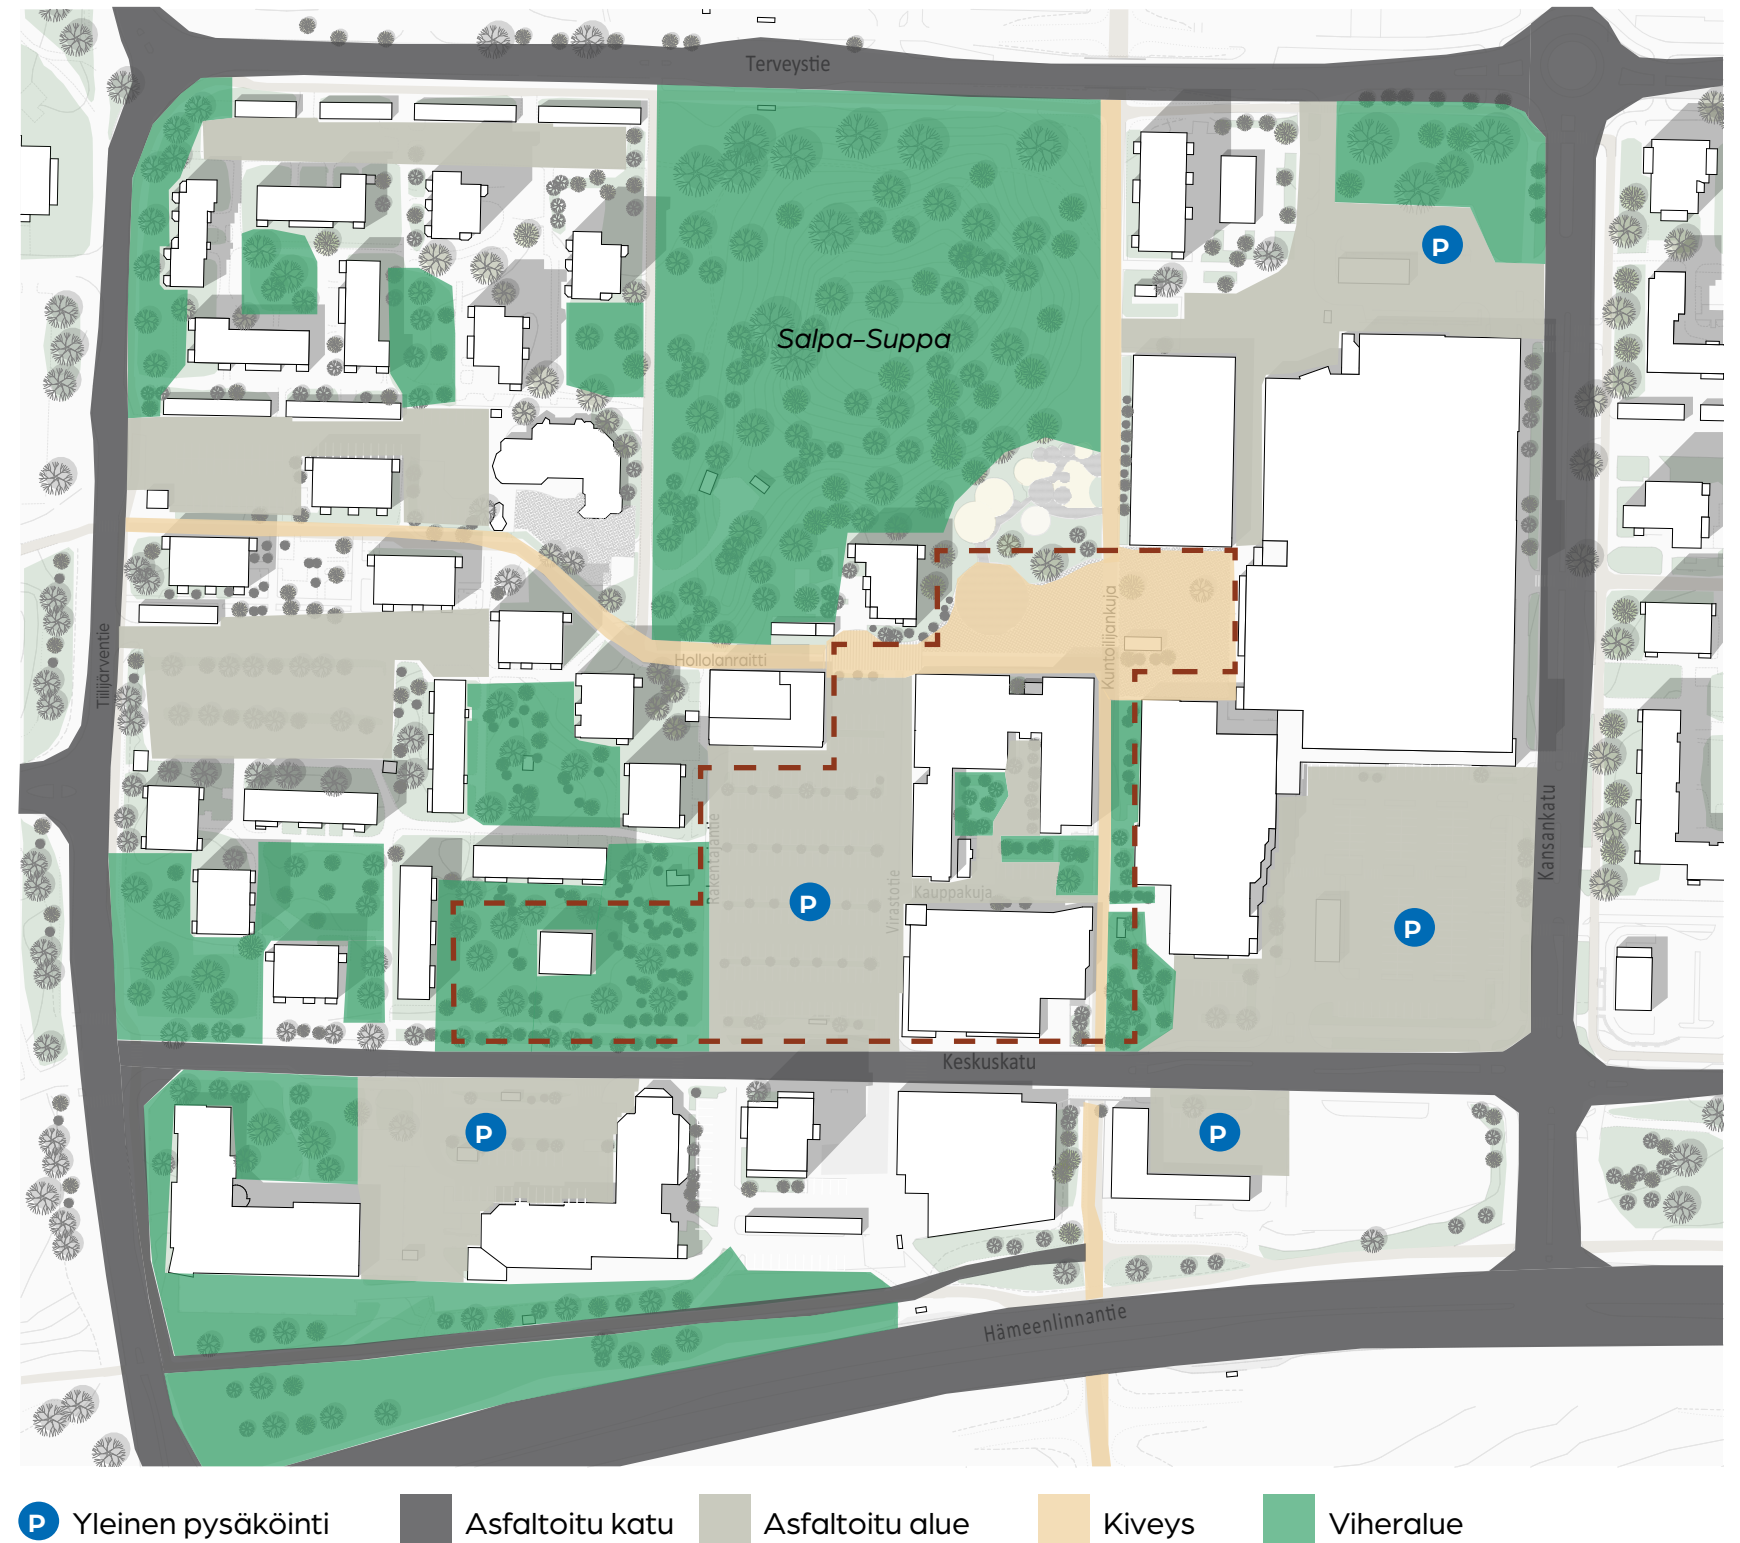 Terveystie
P
Salpa-Suppa
Kuntoilijankuja
Tiilijärventie
Hollolanraitti
Kansankatu
Rakentajantie
Virastotie
Kauppakuja
P
P
Keskuskatu
P
P
Hämeenlinnantie
P Yleinen pysäköinti
Asfaltoitu katu
Asfaltoitu alue
Kiveys
Viheralue